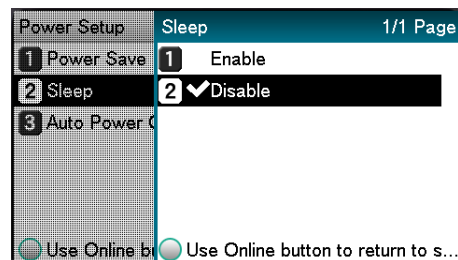 Power Setup
1 Power Save
2 Sleep
3 Auto Power
Use Online
Sleep 1/1 Page
1 Enable
2 ✔Disable
Use Online button to return to s...